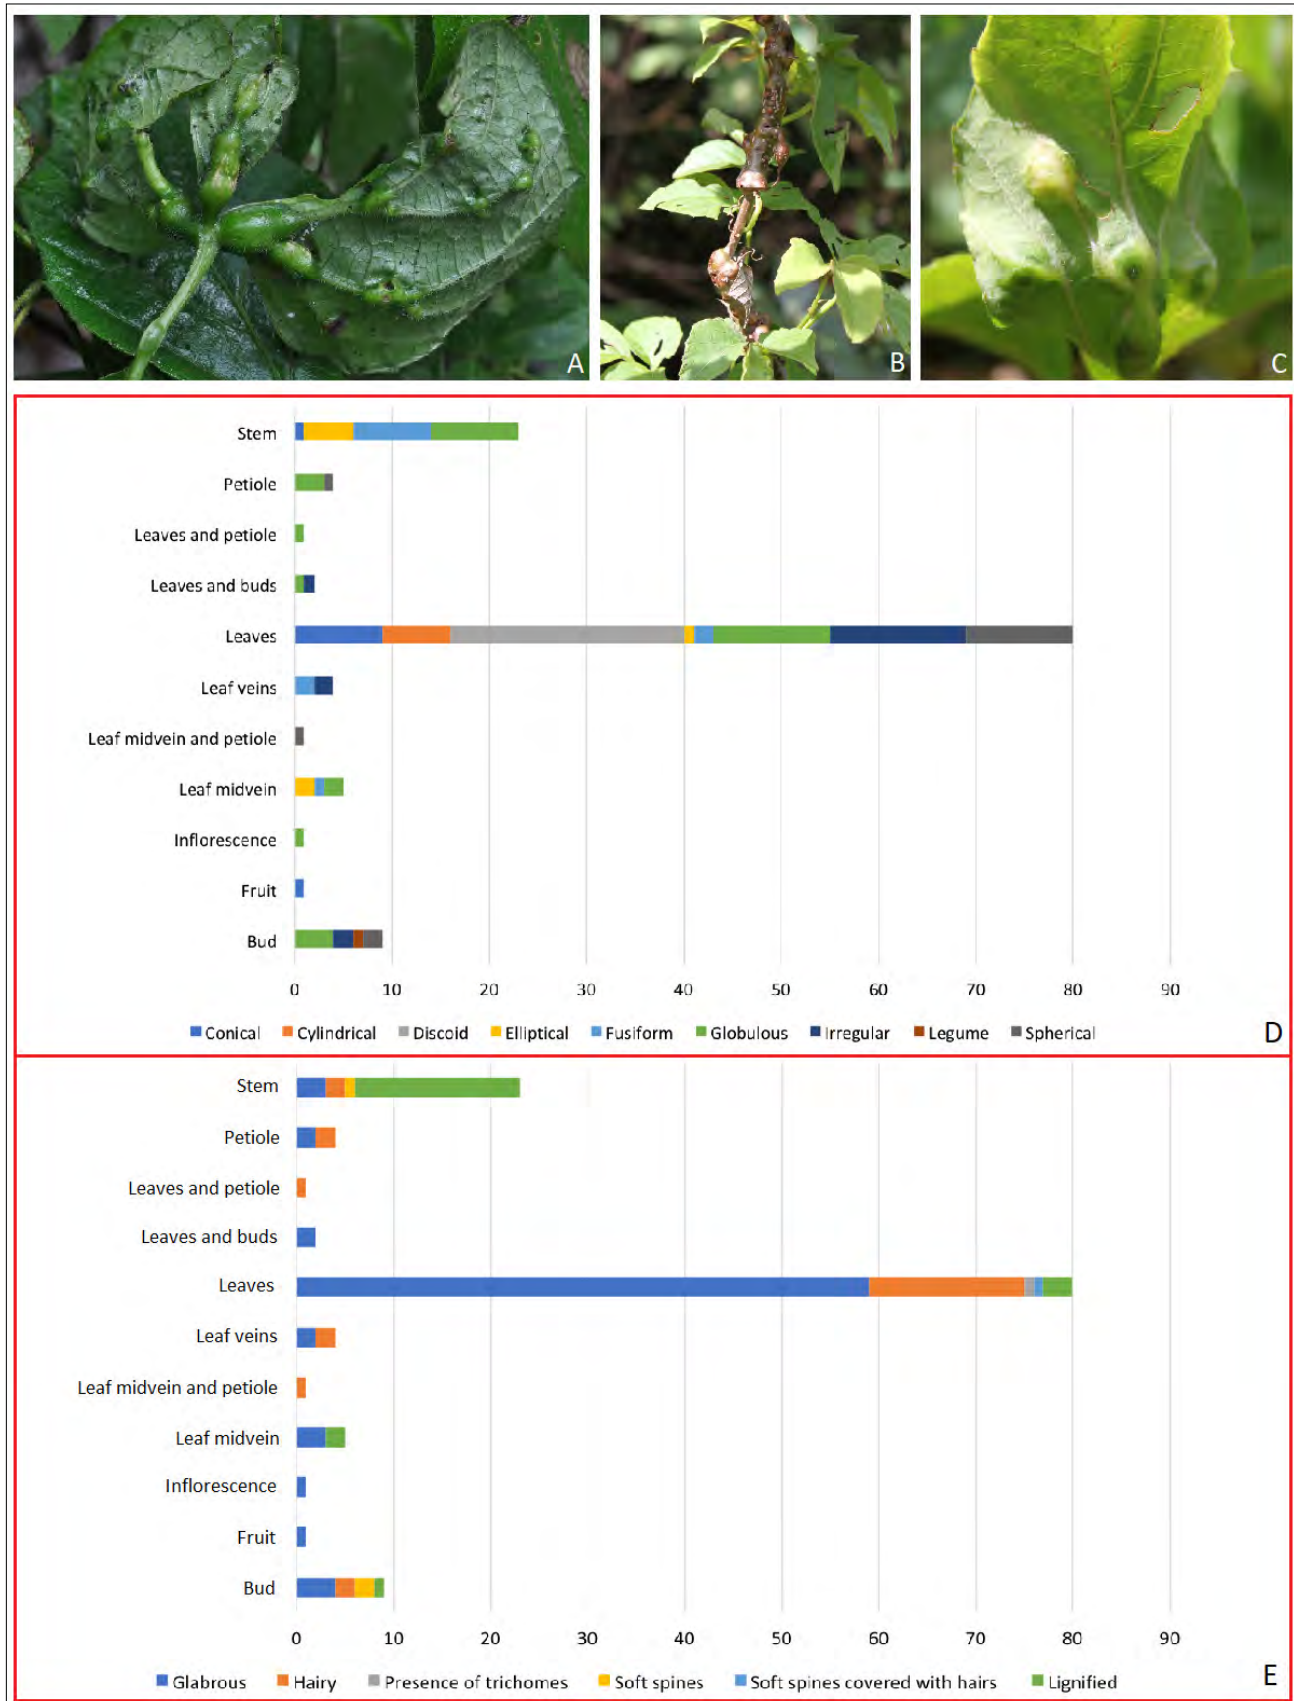 A
B
C
Stem
Petiole
Leaves and petiole
Leaves and buds
Leaves
Leaf veins
Leaf midvein and petiole
Leaf midvein
Inflorescence
Fruit
Bud
0 10 20 30 40 50 60 70 80 90
Conical Cylindrical Discoid Elliptical Fusiform Globulous Irregular Legume Spherical
D
Stem
Petiole
Leaves and petiole
Leaves and buds
Leaves
Leaf veins
Leaf midvein and petiole
Leaf midvein
Inflorescence
Fruit
Bud
0 10 20 30 40 50 60 70 80 90
Glabrous Hairy Presence of trichomes Soft spines Soft spines covered with hairs Lignified
E